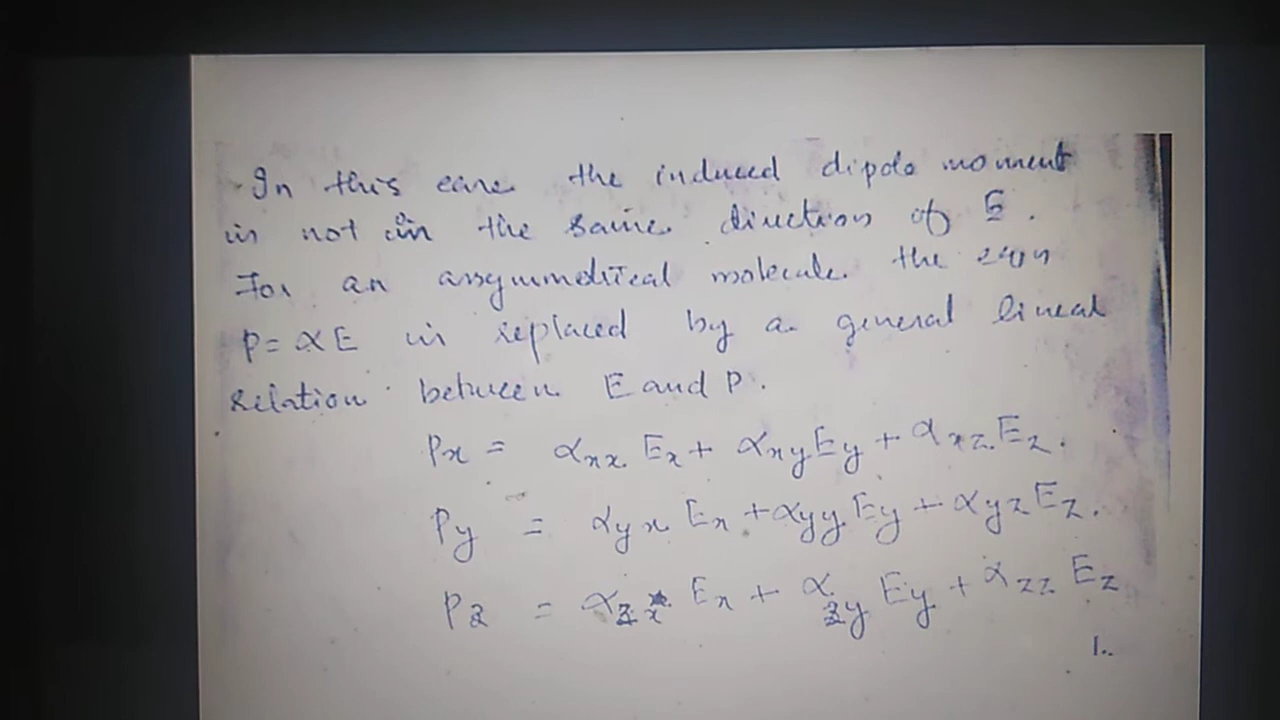 In this case the induced dipole moment
is not in the same direction of E.
For an assymmetrical molecule the eqn
P = αE is replaced by a general linear
relation between E and P.
Px = αxx Ex + αxy Ey + αxz Ez.
Py = αyx Ex + αyy Ey + αyz Ez.
Pz = αzx Ex + αzy Ey + αzz Ez
1..